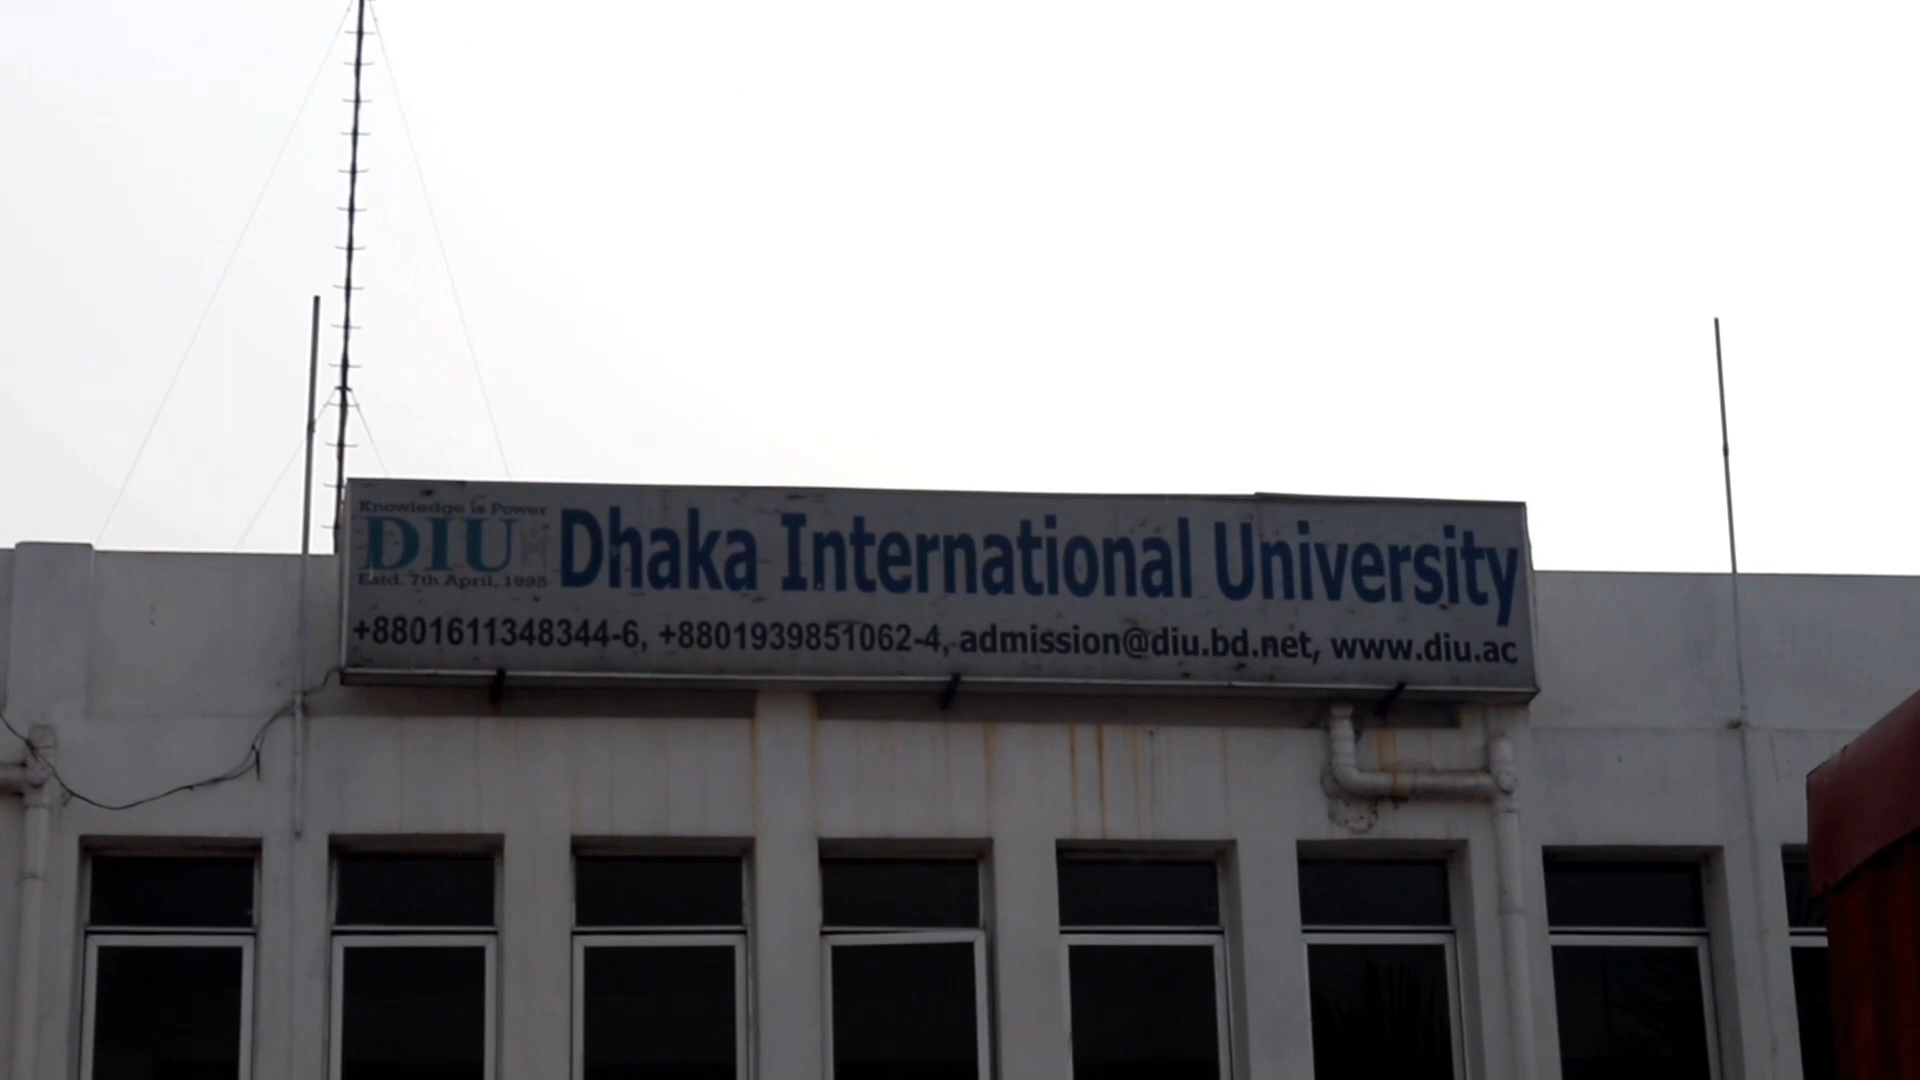 Knowledge is Power
DIU
Estd. 7th April, 1995
Dhaka International University
+8801611348344-6, +8801939851062-4, admission@diu.bd.net, www.diu.ac